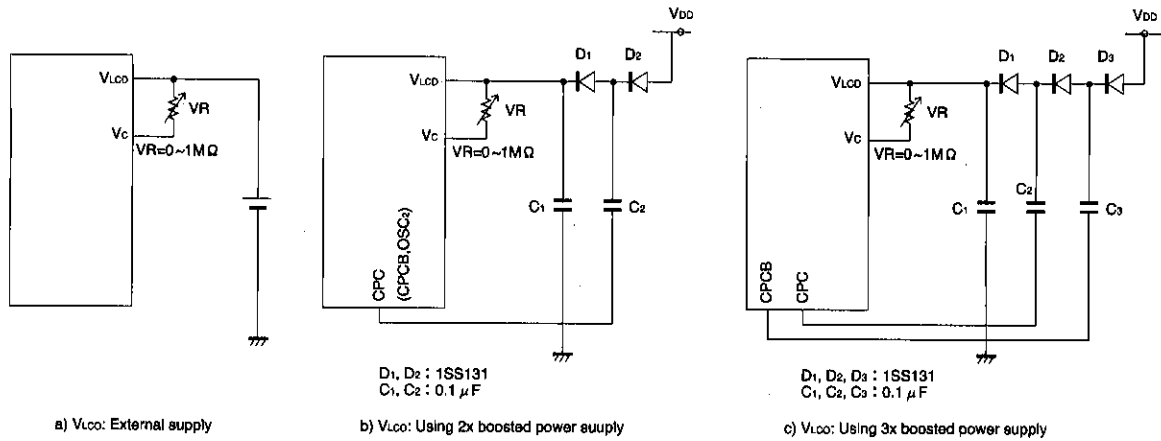 VLCD
VR
VC
VR=0~1MΩ
a) VLCD: External supply
VDD
D1 D2
VLCD
VR
VC
VR=0~1MΩ
C1 C2
CPC
(CPCB,OSC2)
D1, D2 : 1SS131
C1, C2 : 0.1 μF
b) VLCD: Using 2x boosted power suuply
VDD
D1 D2 D3
VLCD
VR
VC
VR=0~1MΩ
C1 C2 C3
CPCB
CPC
D1, D2, D3 : 1SS131
C1, C2, C3 : 0.1 μF
c) VLCD: Using 3x boosted power suuply